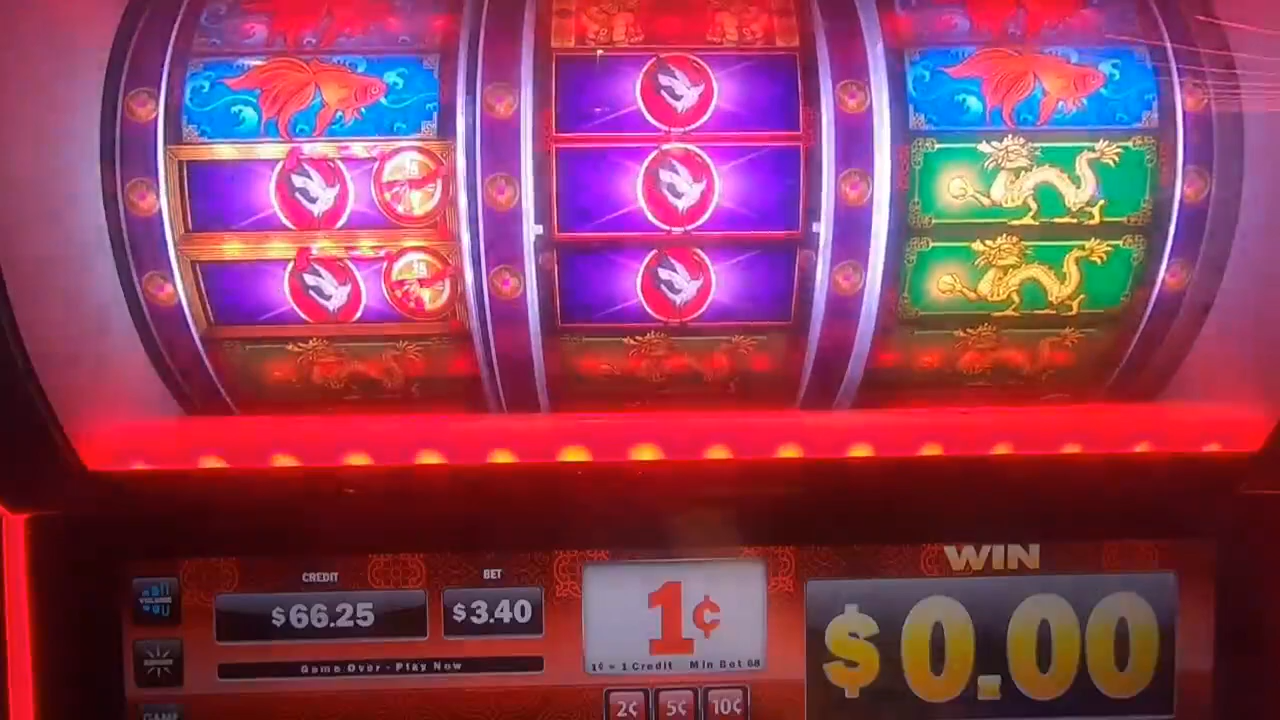 WIN
CREDIT
BET
$66.25
$3.40
1¢
$0.00
Game Over - Play Now
1¢ = 1 Credit Min Bet 68
2¢
5¢
10¢
GAME